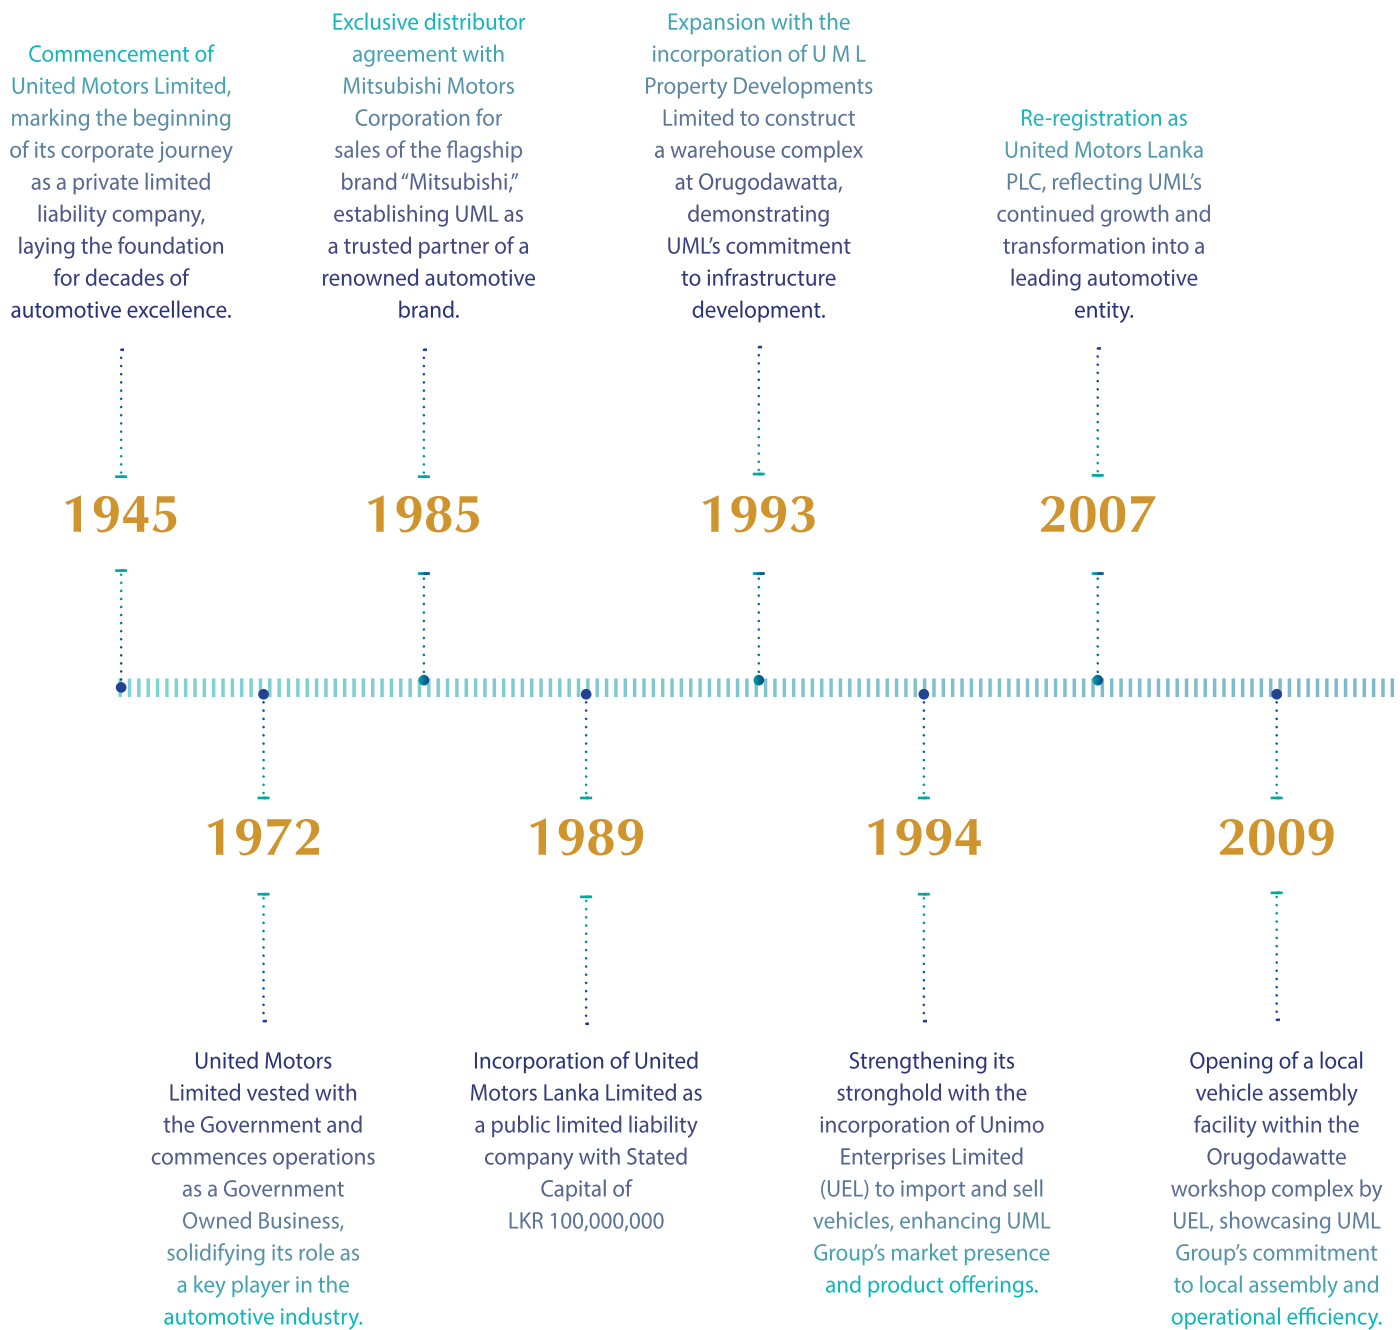 Commencement of
United Motors Limited,
marking the beginning
of its corporate journey
as a private limited
liability company,
laying the foundation
for decades of
automotive excellence.
1945
Exclusive distributor
agreement with
Mitsubishi Motors
Corporation for
sales of the flagship
brand “Mitsubishi,”
establishing UML as
a trusted partner of a
renowned automotive
brand.
1985
Expansion with the
incorporation of U M L
Property Developments
Limited to construct
a warehouse complex
at Orugodawatta,
demonstrating
UML’s commitment
to infrastructure
development.
1993
Re-registration as
United Motors Lanka
PLC, reflecting UML’s
continued growth and
transformation into a
leading automotive
entity.
2007
1972
United Motors
Limited vested with
the Government and
commences operations
as a Government
Owned Business,
solidifying its role as
a key player in the
automotive industry.
1989
Incorporation of United
Motors Lanka Limited as
a public limited liability
company with Stated
Capital of
LKR 100,000,000
1994
Strengthening its
stronghold with the
incorporation of Unimo
Enterprises Limited
(UEL) to import and sell
vehicles, enhancing UML
Group’s market presence
and product offerings.
2009
Opening of a local
vehicle assembly
facility within the
Orugodawatte
workshop complex by
UEL, showcasing UML
Group’s commitment
to local assembly and
operational efficiency.